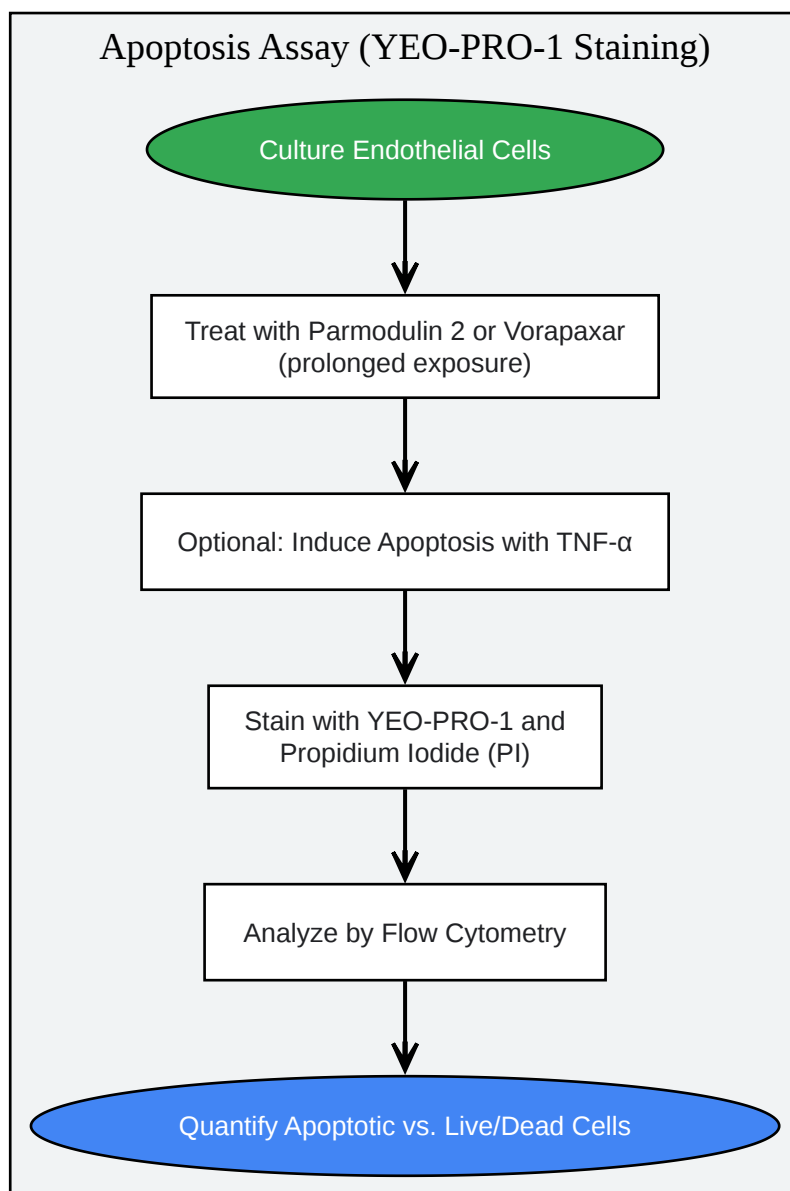 Apoptosis Assay (YEO-PRO-1 Staining)
Culture Endothelial Cells
Treat with Parmodulin 2 or Vorapaxar
(prolonged exposure)
Optional: Induce Apoptosis with TNF-α
Stain with YEO-PRO-1 and
Propidium Iodide (PI)
Analyze by Flow Cytometry
Quantify Apoptotic vs. Live/Dead Cells